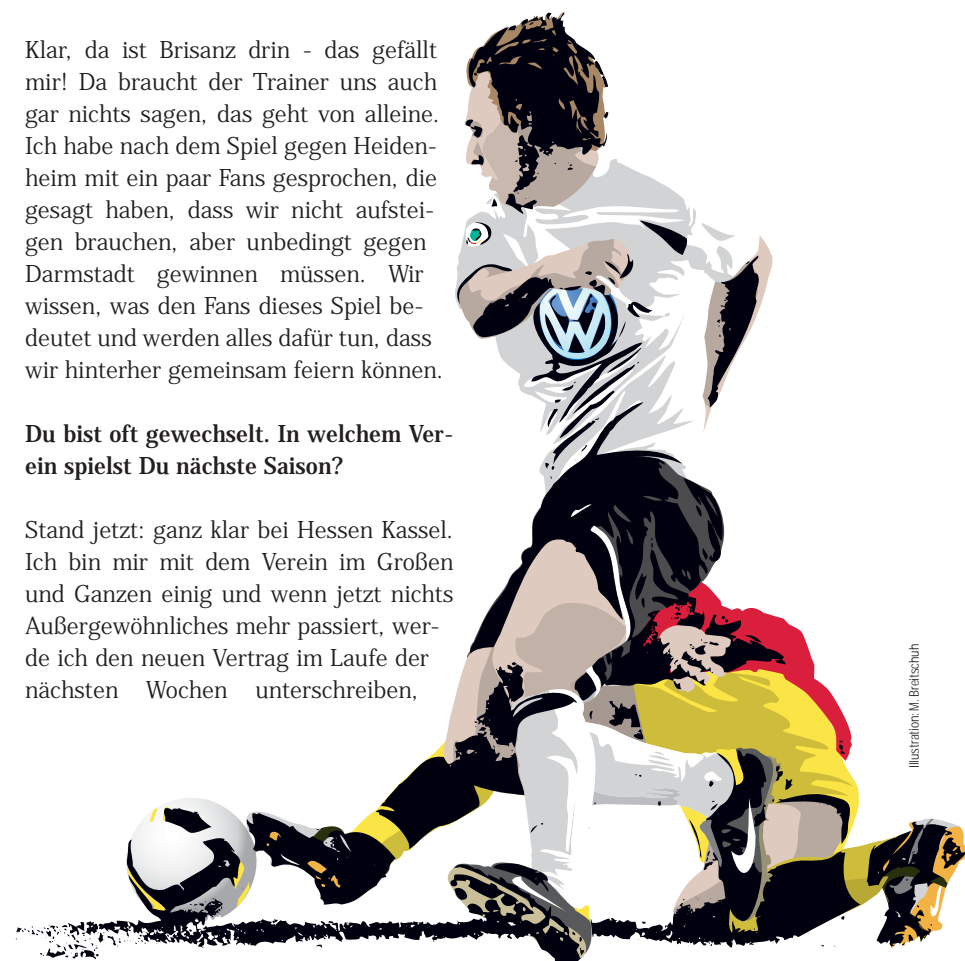 Klar, da ist Brisanz drin - das gefällt
mir! Da braucht der Trainer uns auch
gar nichts sagen, das geht von alleine.
Ich habe nach dem Spiel gegen Heiden-
heim mit ein paar Fans gesprochen, die
gesagt haben, dass wir nicht aufstei-
gen brauchen, aber unbedingt gegen
Darmstadt gewinnen müssen. Wir
wissen, was den Fans dieses Spiel be-
deutet und werden alles dafür tun, dass
wir hinterher gemeinsam feiern können.
Du bist oft gewechselt. In welchem Ver-
ein spielst Du nächste Saison?
Stand jetzt: ganz klar bei Hessen Kassel.
Ich bin mir mit dem Verein im Großen
und Ganzen einig und wenn jetzt nichts
Außergewöhnliches mehr passiert, wer-
de ich den neuen Vertrag im Laufe der
nächsten Wochen unterschreiben,
Illustration: M. Breitschuh